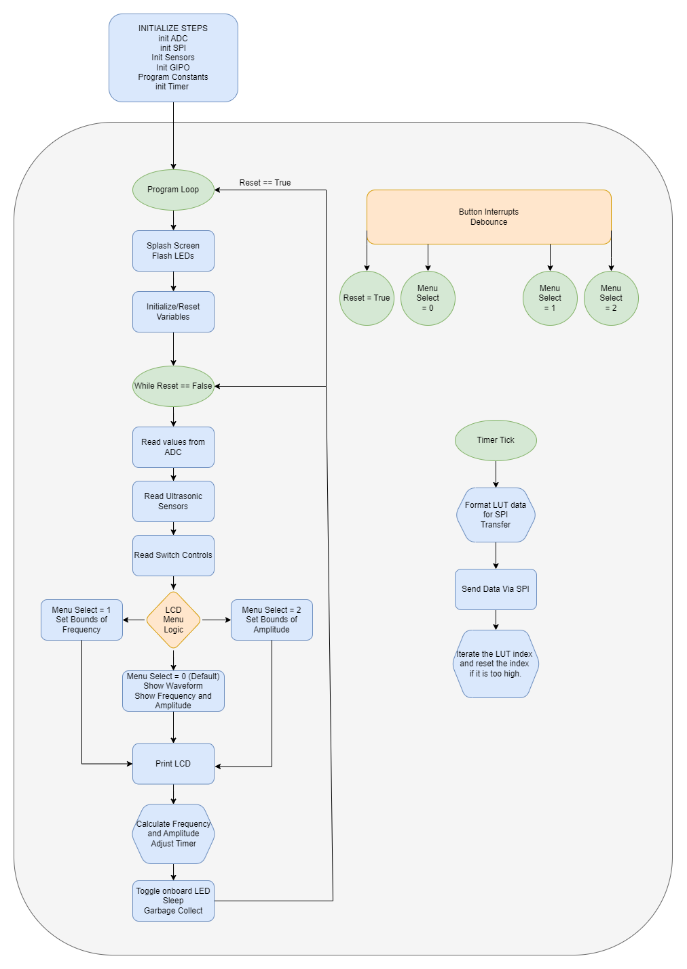 INITIALIZE STEPS
init ADC
init SPI
Init Sensors
Init GIPO
Program Constants
init Timer
Program Loop
Reset == True
Splash Screen
Flash LEDs
Initialize/Reset
Variables
While Reset == False
Read values from
ADC
Read Ultrasonic
Sensors
Read Switch Controls
LCD
Menu
Logic
Menu Select = 1
Set Bounds of
Frequency
Menu Select = 2
Set Bounds of
Amplitude
Menu Select = 0 (Default)
Show Waveform
Show Frequency and
Amplitude
Print LCD
Calculate Frequency
and Amplitude
Adjust Timer
Toggle onboard LED
Sleep
Garbage Collect
Button Interrupts
Debounce
Reset = True
Menu
Select
= 0
Menu
Select
= 1
Menu
Select
= 2
Timer Tick
Format LUT data
for SPI
Transfer
Send Data Via SPI
Iterate the LUT index
and reset the index
if it is too high.